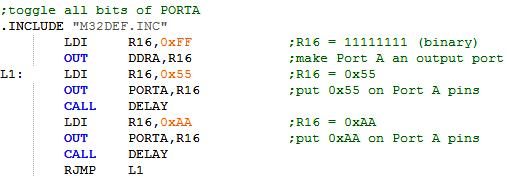 ;toggle all bits of PORTA
.INCLUDE "M32DEF.INC"
LDI R16,0xFF ;R16 = 11111111 (binary)
OUT DDRA,R16 ;make Port A an output port
L1: LDI R16,0x55 ;R16 = 0x55
OUT PORTA,R16 ;put 0x55 on Port A pins
CALL DELAY
LDI R16,0xAA ;R16 = 0xAA
OUT PORTA,R16 ;put 0xAA on Port A pins
CALL DELAY
RJMP L1